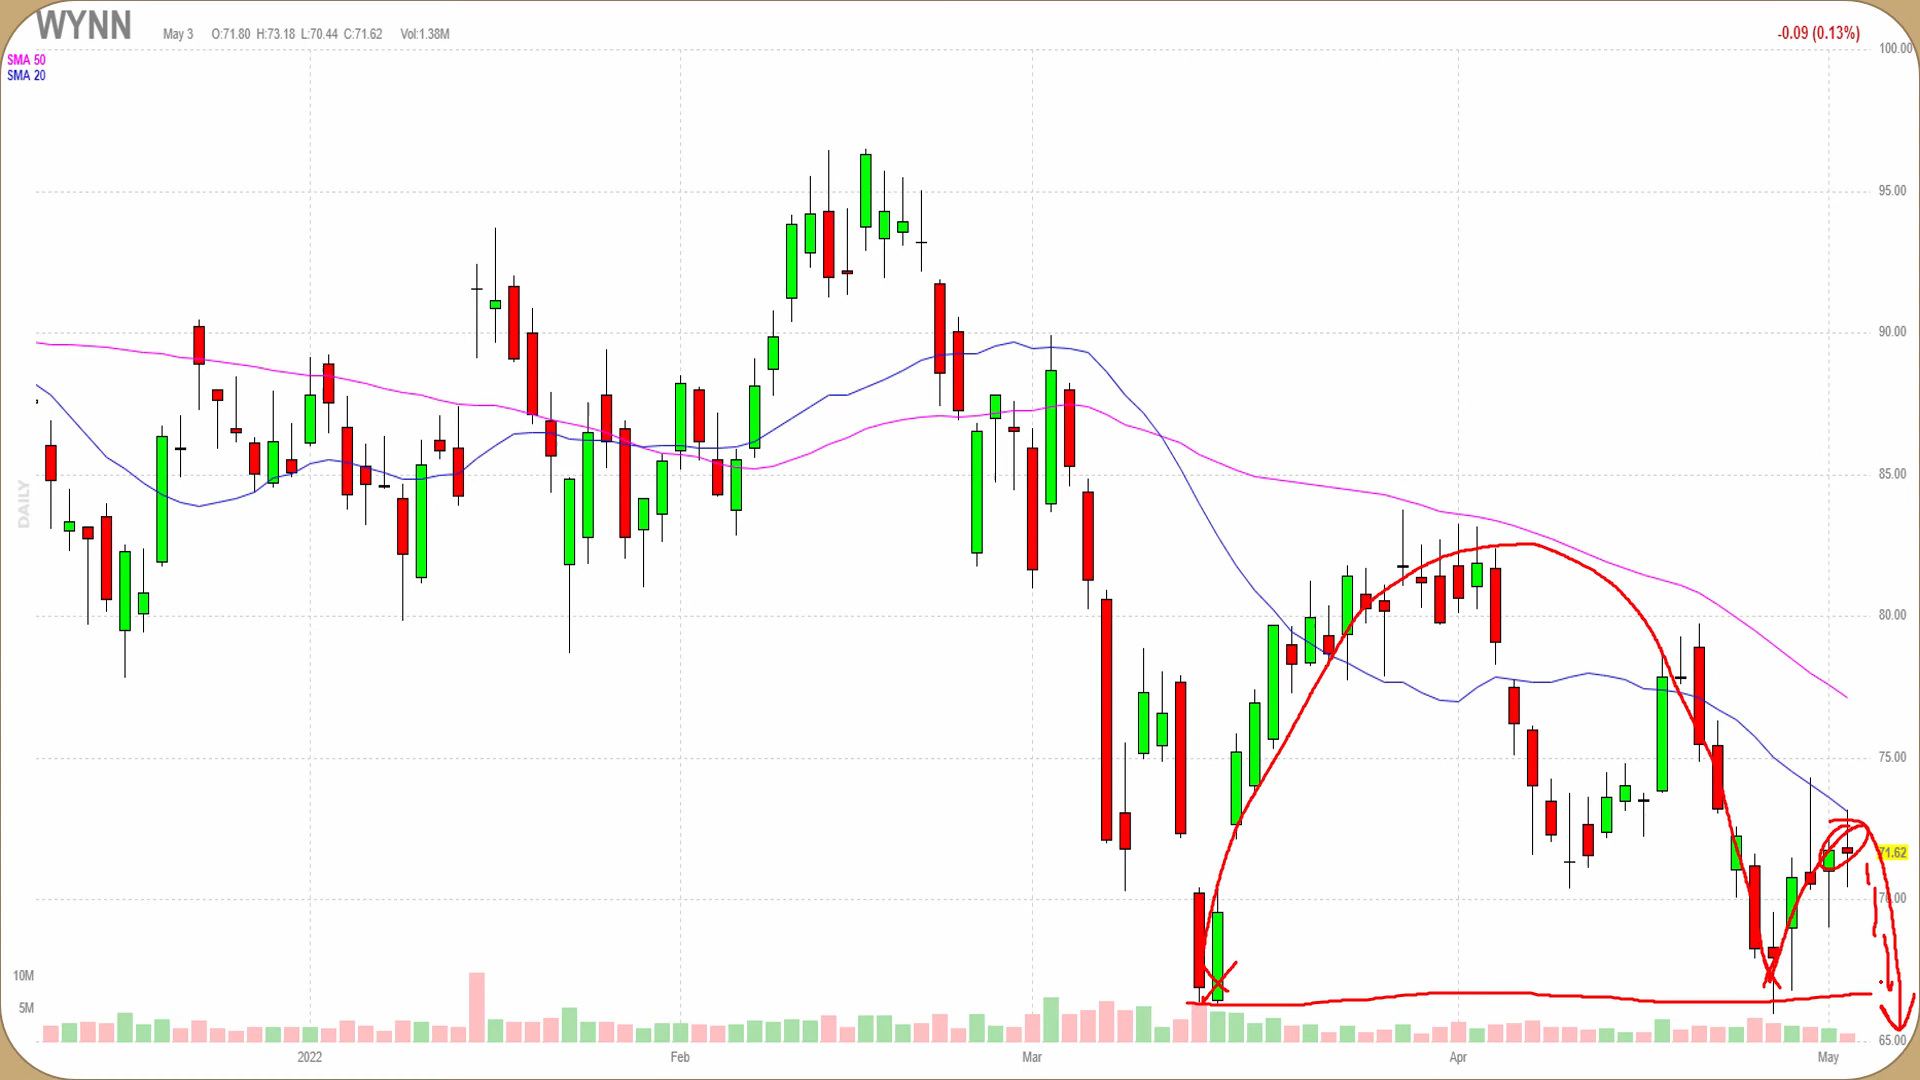 WYNN May 3 O:71.80 H:73.18 L:70.44 C:71.62 Vol:1.38M -0.09 (0.13%)
SMA 50
SMA 20
100.00
95.00
90.00
85.00
80.00
75.00
71.62
70.00
65.00
DAILY
10M
5M
2022 Feb Mar Apr May